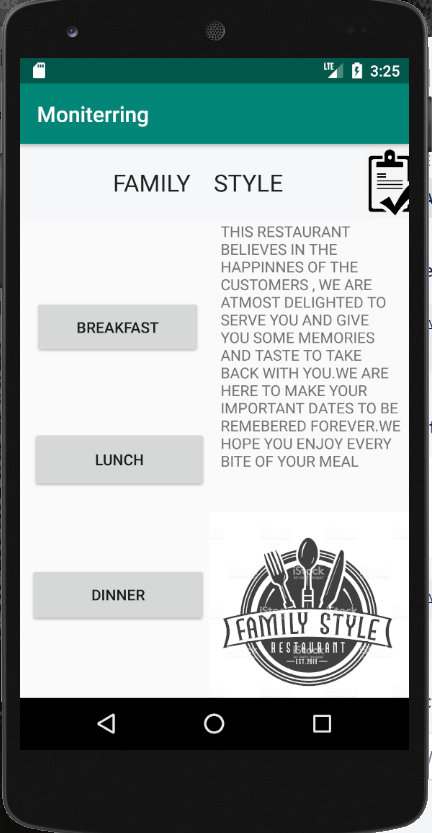 LTE 3:25
Moniterring
FAMILY STYLE
THIS RESTAURANT
BELIEVES IN THE
HAPPINNES OF THE
CUSTOMERS , WE ARE
ATMOST DELIGHTED TO
SERVE YOU AND GIVE
YOU SOME MEMORIES
AND TASTE TO TAKE
BACK WITH YOU.WE ARE
HERE TO MAKE YOUR
IMPORTANT DATES TO BE
REMEBERED FOREVER.WE
HOPE YOU ENJOY EVERY
BITE OF YOUR MEAL
BREAKFAST
LUNCH
DINNER
iStock
FAMILY STYLE
RESTAURANT
EST.2019